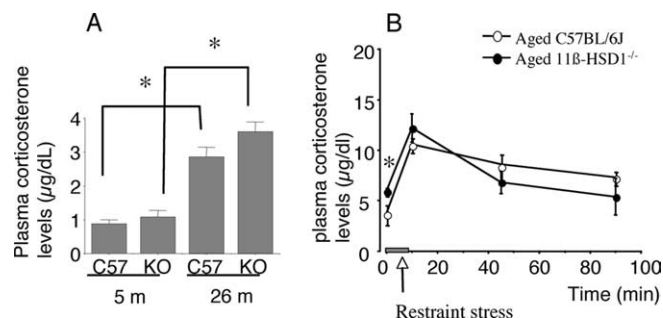 A
*
*
Plasma corticosterone
levels (µg/dL)
5
4
3
2
1
0
C57 KO C57 KO
5 m 26 m
B
Aged C57BL/6J
Aged 11ß-HSD1-/-
plasma corticosterone
levels (µg/dl)
20
15
10
5
0
*
0 20 40 60 80 100
Time (min)
Restraint stress